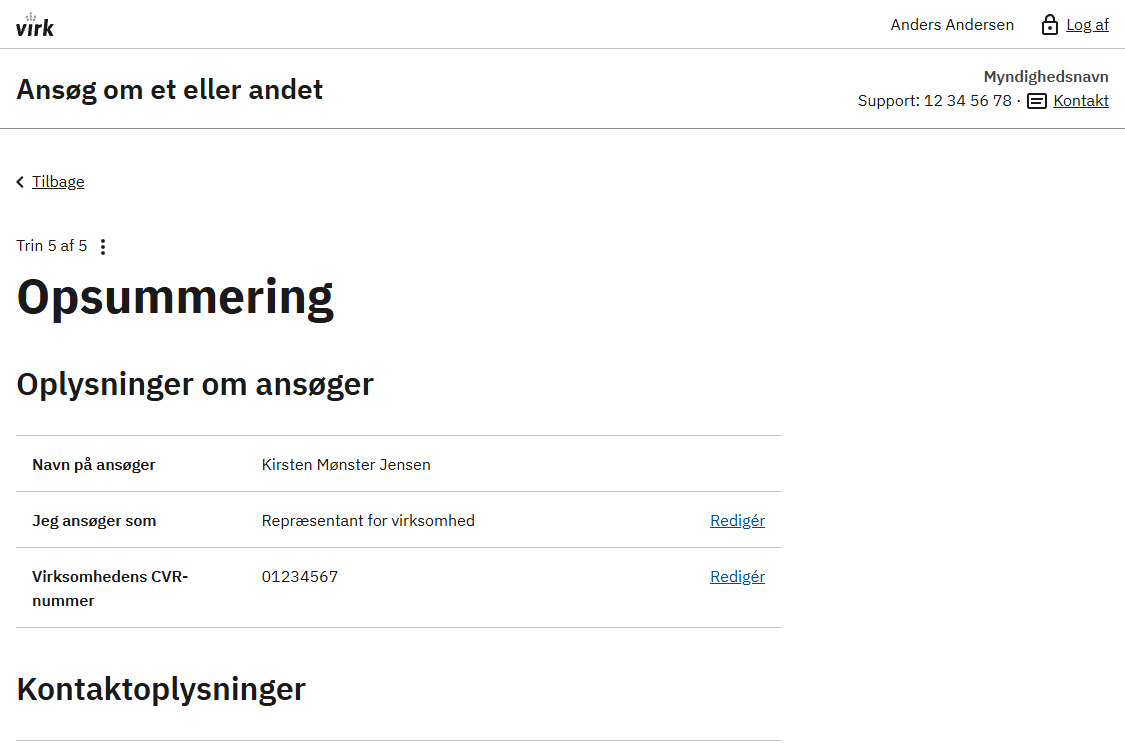 virk
Anders Andersen Log af
Ansøg om et eller andet
Myndighedsnavn
Support: 12 34 56 78 · Kontakt
Tilbage
Trin 5 af 5
Opsummering
Oplysninger om ansøger
Navn på ansøger Kirsten Mønster Jensen
Jeg ansøger som Repræsentant for virksomhed Redigér
Virksomhedens CVR- 01234567 Redigér
nummer
Kontaktoplysninger